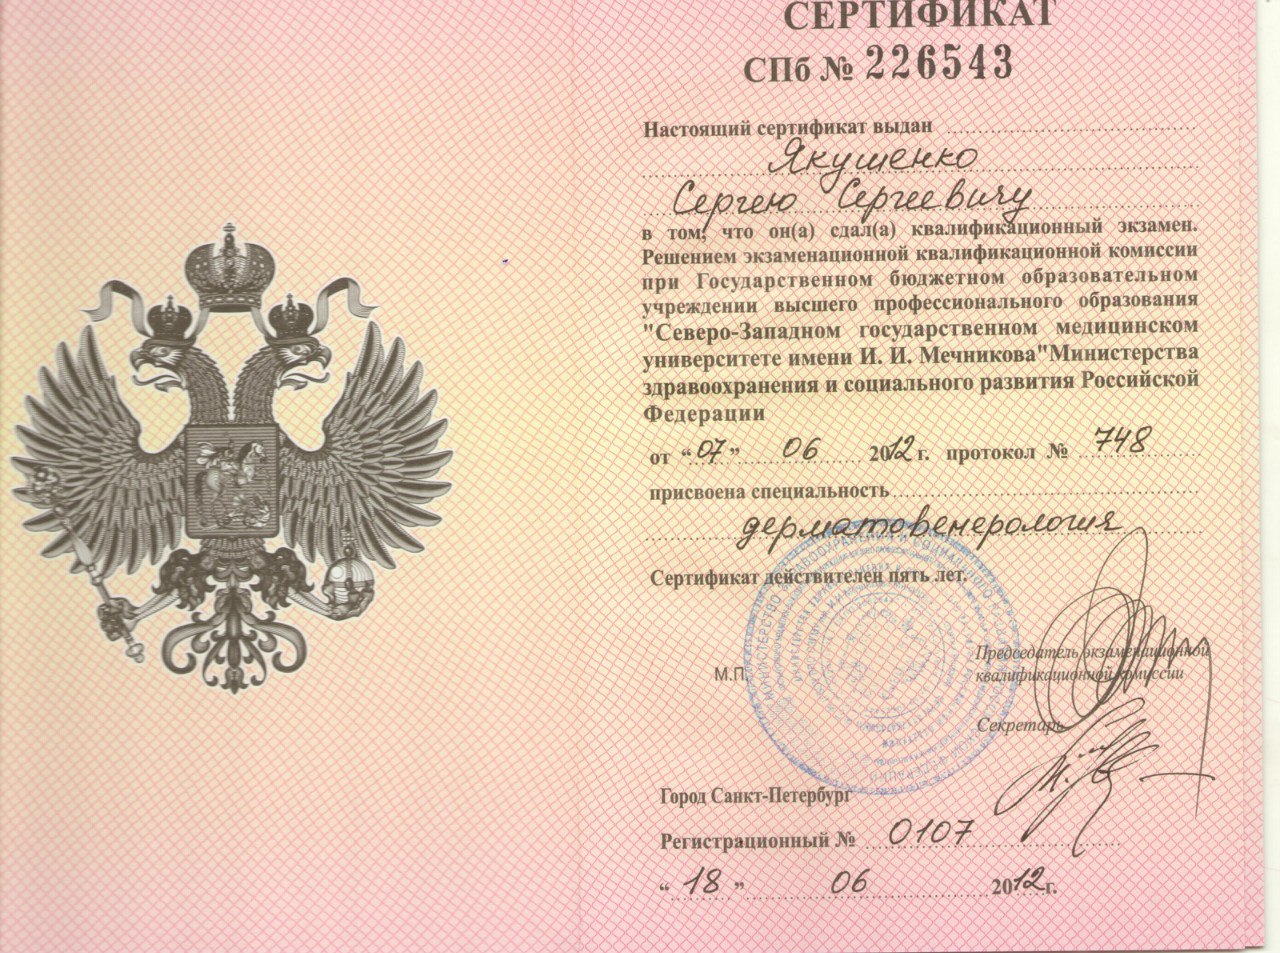 СЕРТИФИКАТ
СПб № 226543
Настоящий сертификат выдан
Якушенко
Сергею Сергеевичу
в том, что он(а) сдал(а) квалификационный экзамен.
Решением экзаменационной квалификационной комиссии
при Государственном бюджетном образовательном
учреждении высшего профессионального образования
"Северо-Западном государственном медицинском
университете имени И. И. Мечникова"Министерства
здравоохранения и социального развития Российской
Федерации
от “07” 06 2012 г. протокол № 748
присвоена специальность
дерматовенерология
Сертификат действителен пять лет.
Председатель экзаменационной
М.П.
квалификационной комиссии
Секретарь
Город Санкт-Петербург
Регистрационный № 0107
“ 18 ” 06 2012 г.